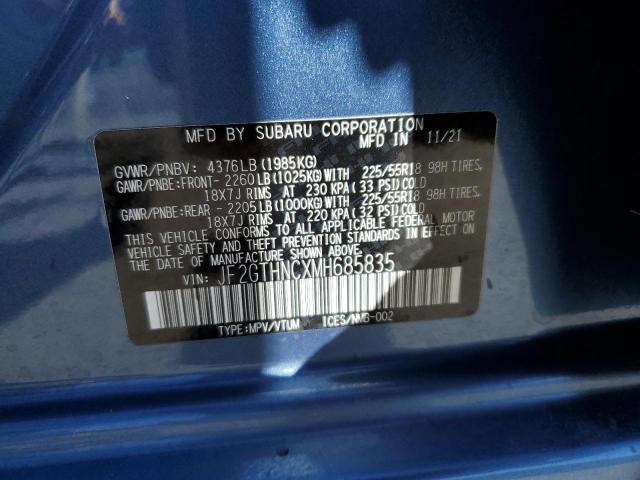 MFD BY SUBARU CORPORATION
MFD IN 11/21
GVWR/PNBV: 4376LB(1985KG)
GAWR/PNBE:FRONT-2260LB(1025KG)WITH 225/55R18 98H TIRES,
18X7J RIMS AT 230 KPA(33 PSI)COLD
GAWR/PNBE:REAR -2205LB(1000KG)WITH 225/55R18 98H TIRES,
18X7J RIMS AT 220 KPA(32 PSI)COLD
THIS VEHICLE CONFORMS TO ALL APPLICABLE FEDERAL MOTOR
VEHICLE SAFETY AND THEFT PREVENTION STANDARDS IN EFFECT ON
THE DATE OF MANUFACTURE SHOWN ABOVE.
VIN: JF2GTHNCXMH685835
TYPE:MPV/VTUM ICES/NMB-002